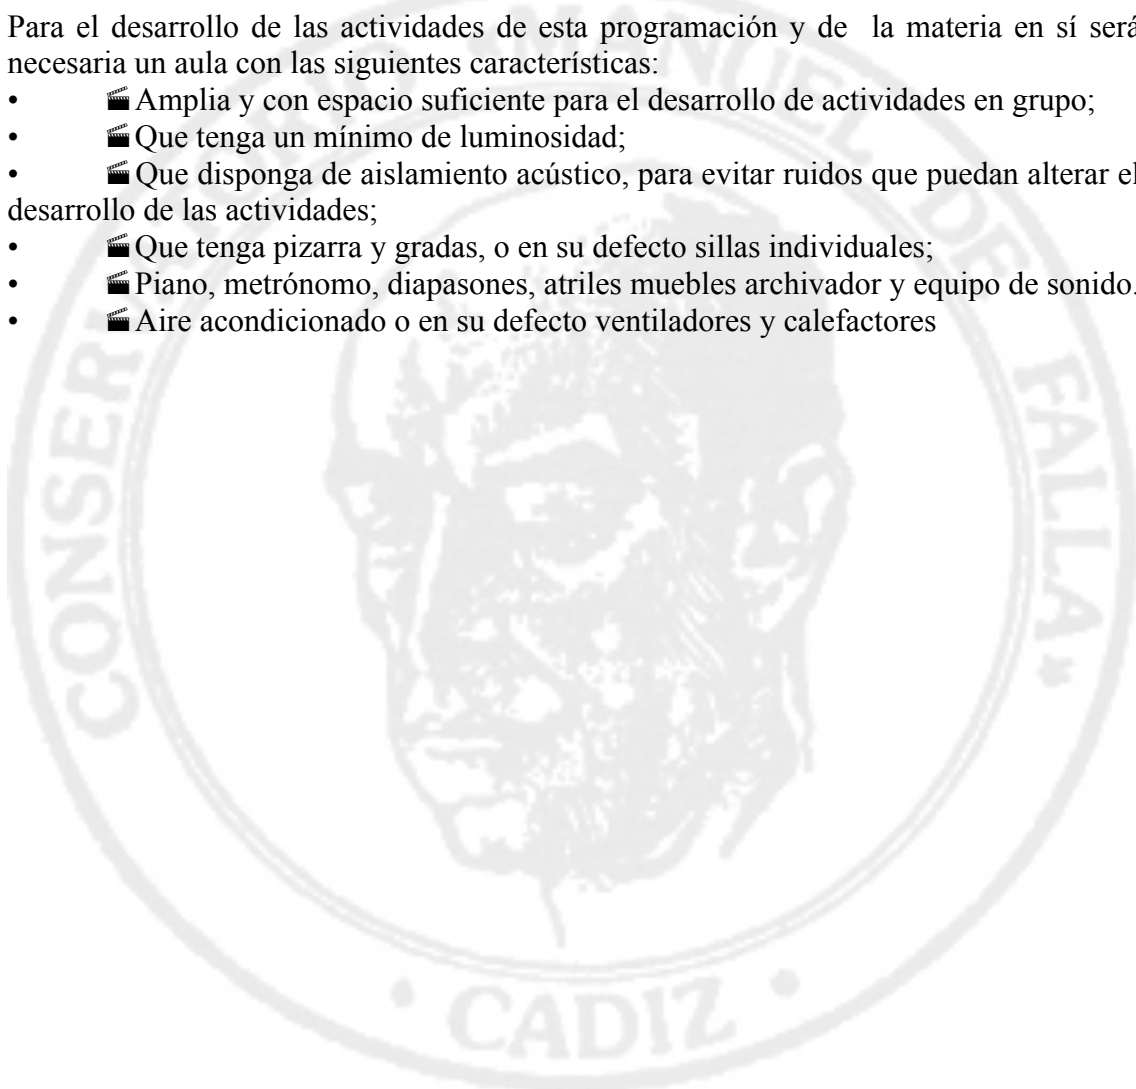 Para el desarrollo de las actividades de esta programación y de la materia en sí será
necesaria un aula con las siguientes características:
• 🎬Amplia y con espacio suficiente para el desarrollo de actividades en grupo;
• 🎬Que tenga un mínimo de luminosidad;
• 🎬Que disponga de aislamiento acústico, para evitar ruidos que puedan alterar el
desarrollo de las actividades;
• 🎬Que tenga pizarra y gradas, o en su defecto sillas individuales;
• 🎬Piano, metrónomo, diapasones, atriles muebles archivador y equipo de sonido.
• 🎬Aire acondicionado o en su defecto ventiladores y calefactores
CONSERVATORIO MANUEL DE FALLA
• CADIZ •